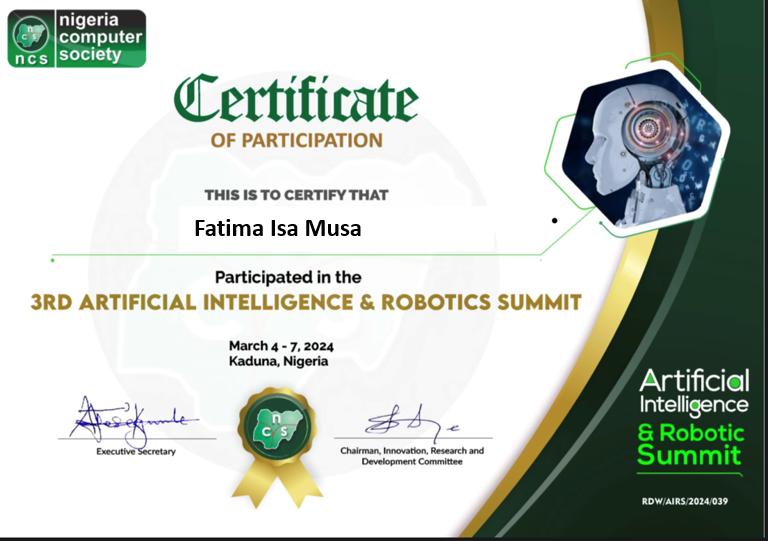 nigeria
computer
society
ncs
Certificate
OF PARTICIPATION
THIS IS TO CERTIFY THAT
Fatima Isa Musa
Participated in the
3RD ARTIFICIAL INTELLIGENCE & ROBOTICS SUMMIT
March 4 - 7, 2024
Kaduna, Nigeria
Executive Secretary
n
c s
Chairman, Innovation, Research and
Development Committee
Artificial
Intelligence
& Robotic
Summit
RDW/AIRS/2024/039